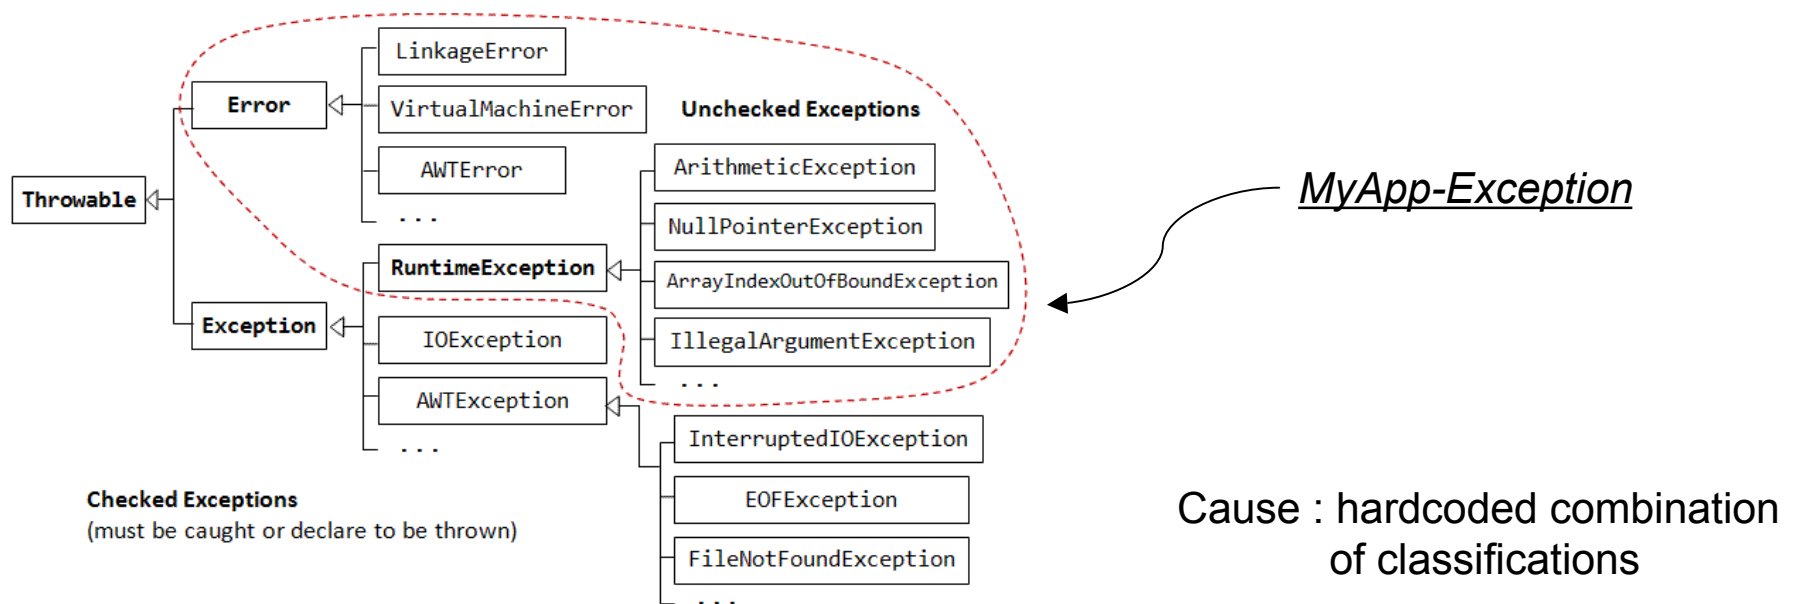 LinkageError
Error
VirtualMachineError
Unchecked Exceptions
AWTError
ArithmeticException
Throwable
MyApp-Exception
...
NullPointerException
RuntimeException
ArrayIndexOutOfBoundException
Exception
IOException
IllegalArgumentException
...
AWTException
...
InterruptedIOException
Checked Exceptions
(must be caught or declare to be thrown)
EOFException
FileNotFoundException
...
Cause : hardcoded combination
of classifications